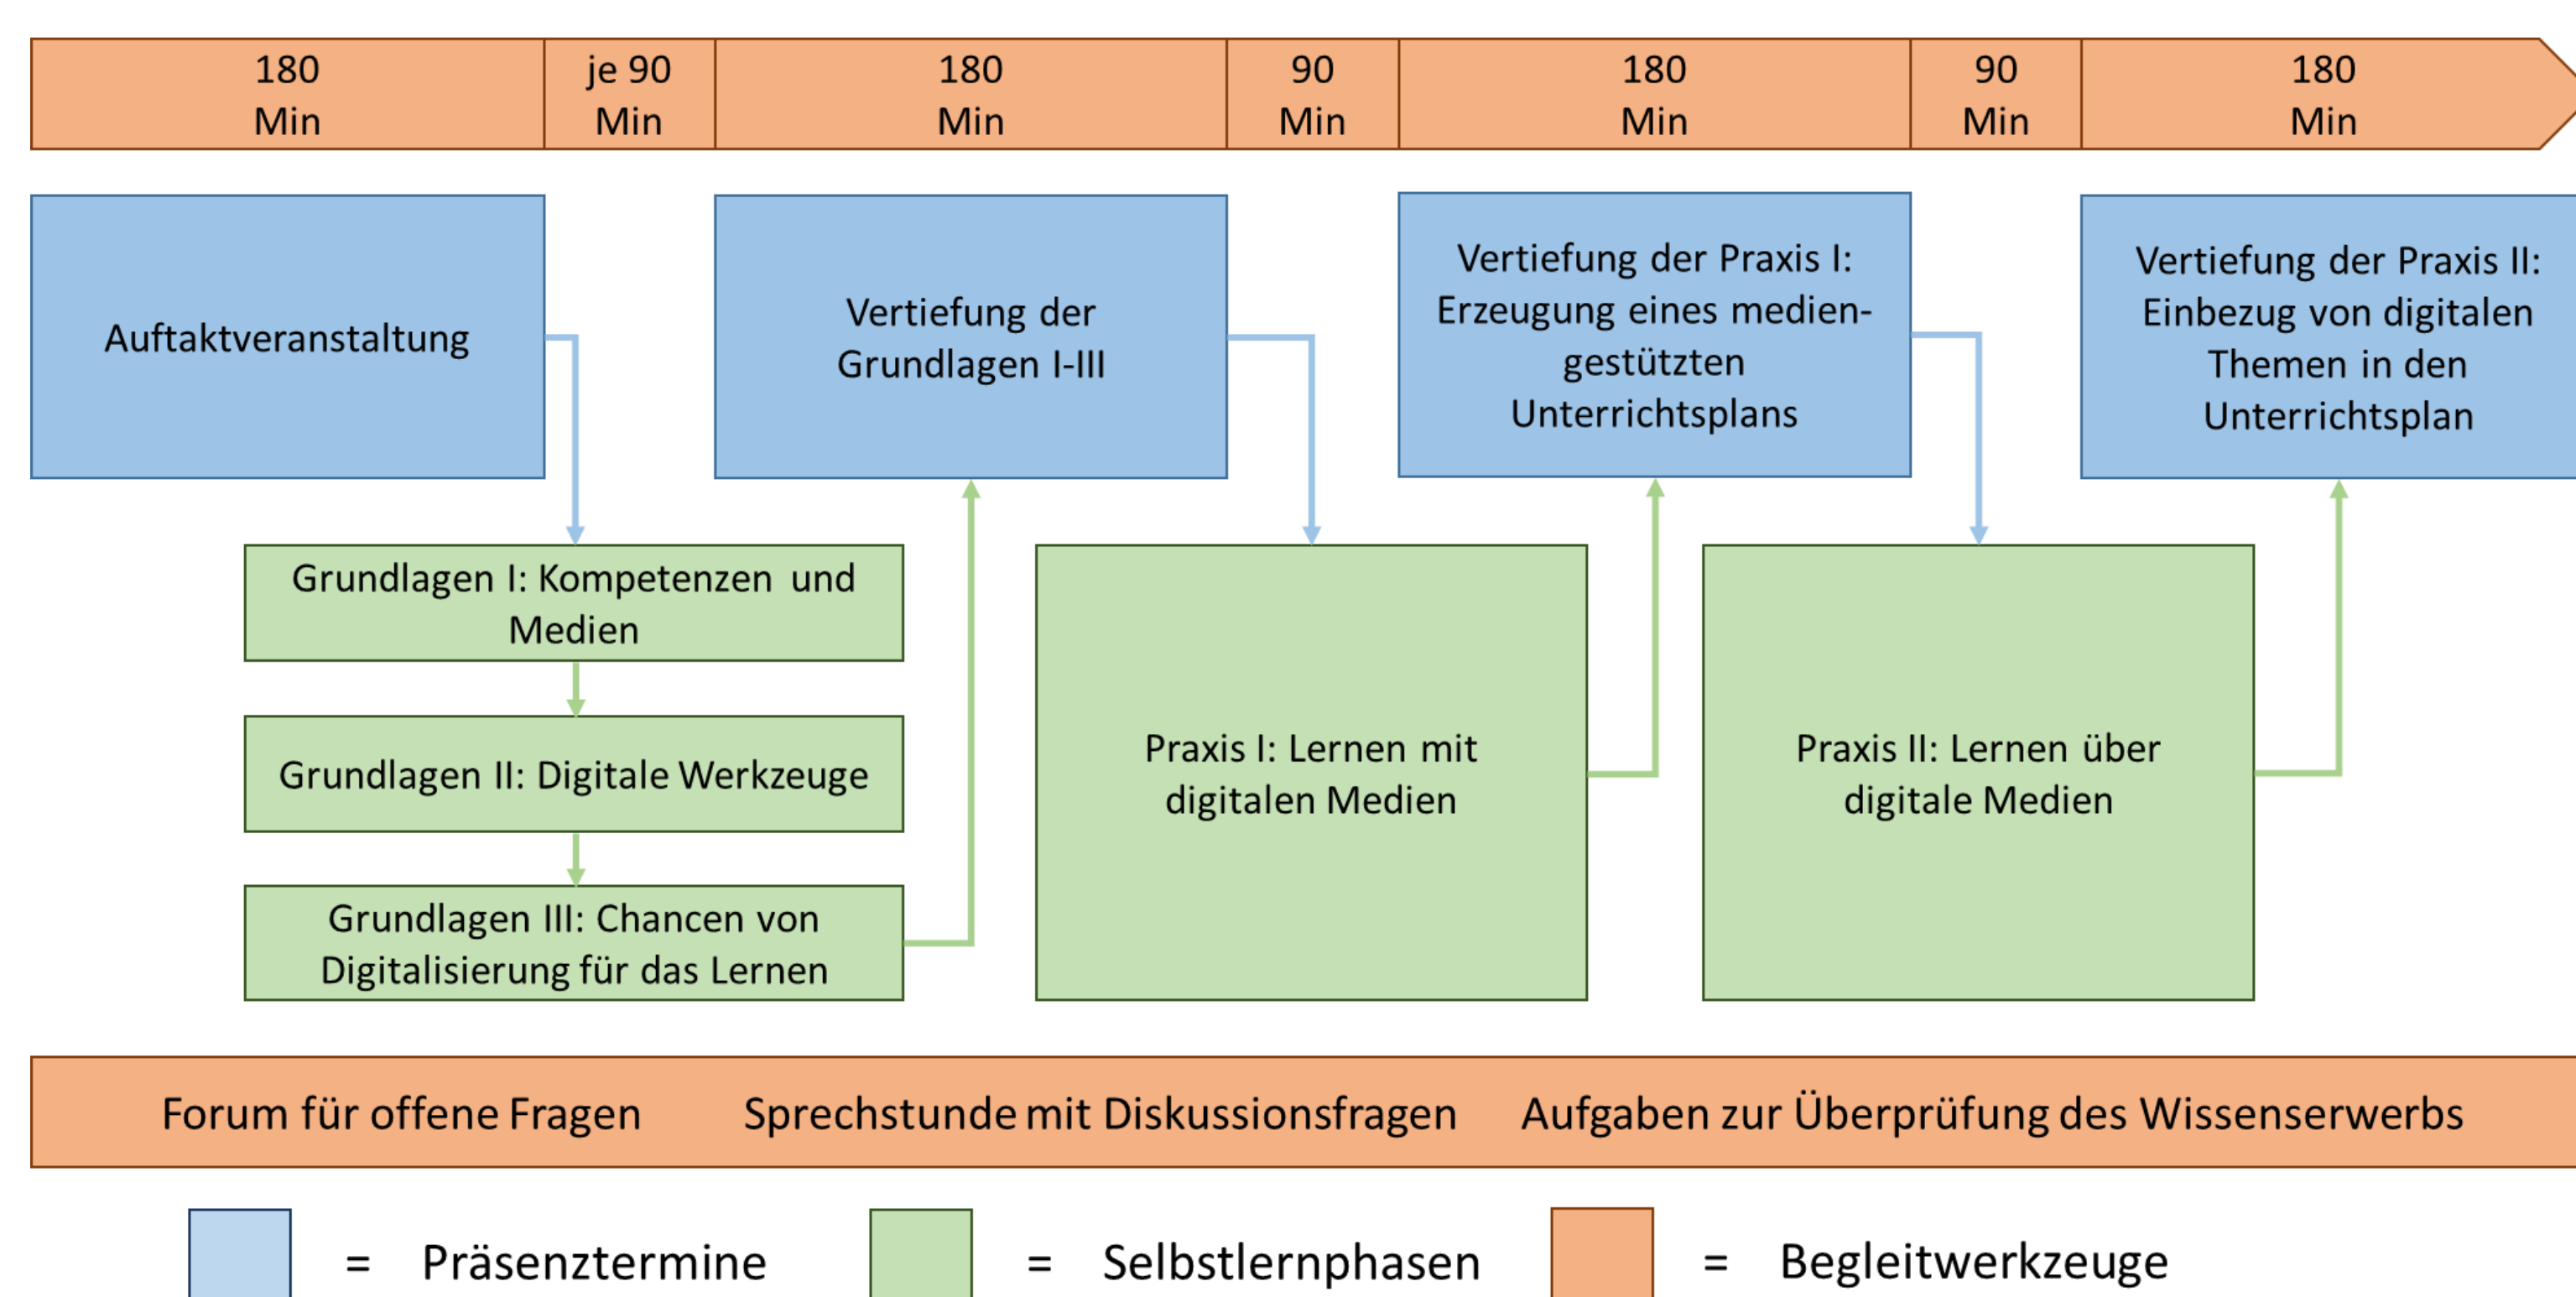 180
Min
je 90
Min
180
Min
90
Min
180
Min
90
Min
180
Min
Auftaktveranstaltung
Vertiefung der
Grundlagen I-III
Vertiefung der Praxis I:
Erzeugung eines medien-
gestützten
Unterrichtsplans
Vertiefung der Praxis II:
Einbezug von digitalen
Themen in den
Unterrichtsplan
Grundlagen I: Kompetenzen und
Medien
Grundlagen II: Digitale Werkzeuge
Grundlagen III: Chancen von
Digitalisierung für das Lernen
Praxis I: Lernen mit
digitalen Medien
Praxis II: Lernen über
digitale Medien
Forum für offene Fragen
Sprechstunde mit Diskussionsfragen
Aufgaben zur Überprüfung des Wissenserwerbs
= Präsenztermine
= Selbstlernphasen
= Begleitwerkzeuge